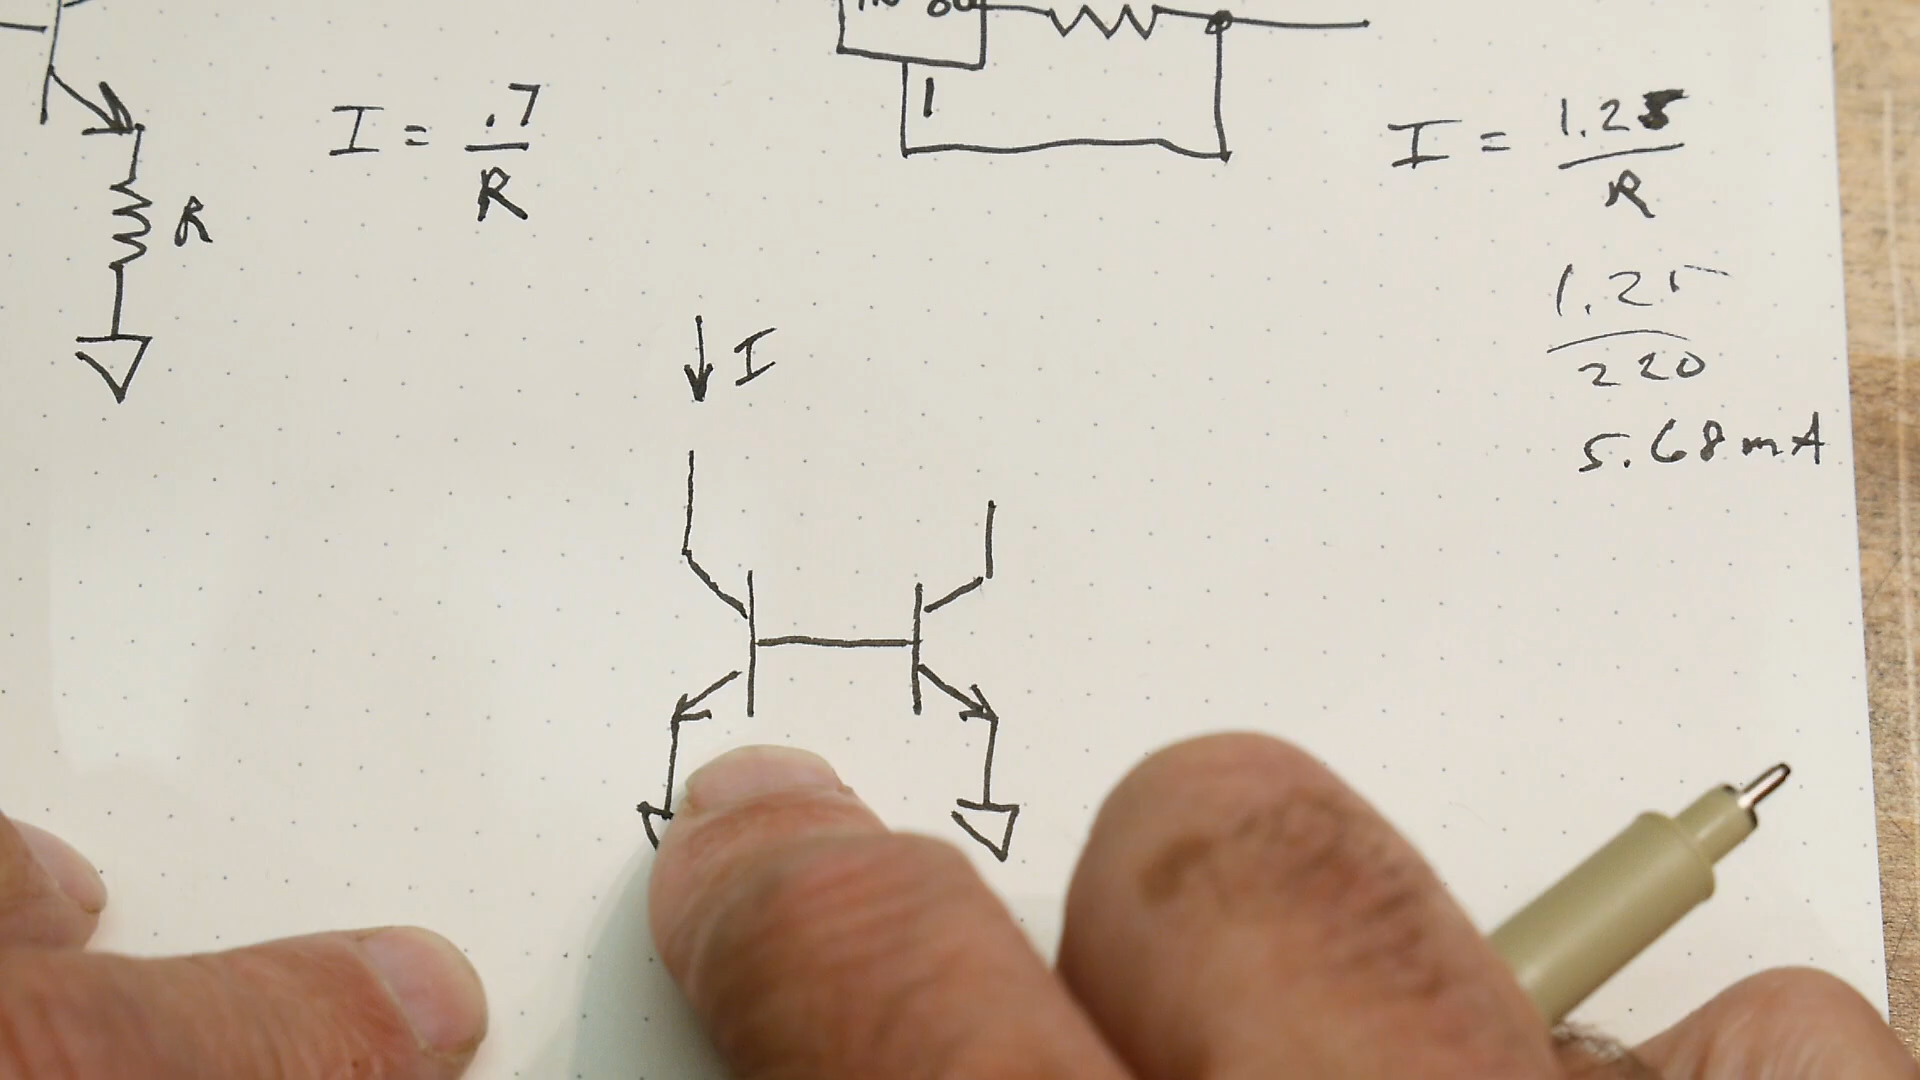 I = .7
R
R
1
I = 1.25
R
1.25
220
5.68mA
I